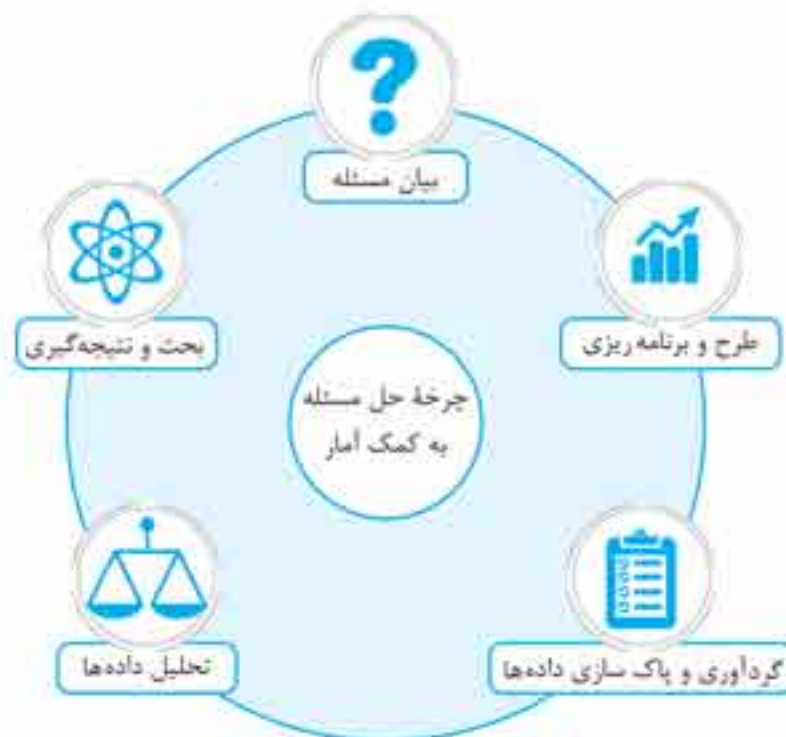 بیان مسئله
طرح و برنامه ریزی
گردآوری و پاک سازی داده‌ها
تحلیل داده‌ها
بحث و نتیجه‌گیری
چرخهٔ حل مسئله
به کمک آمار